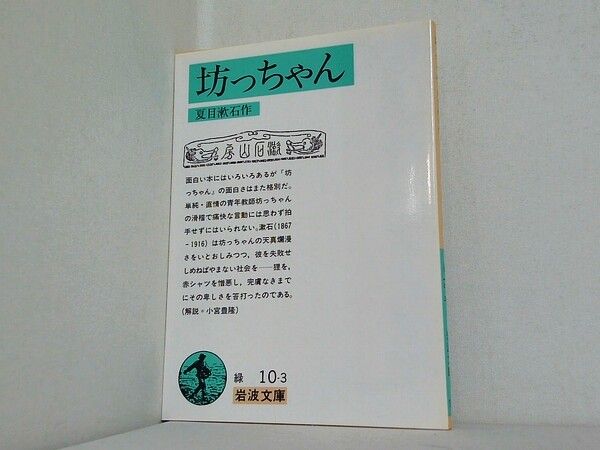 坊っちゃん
夏目漱石作
漱石山房
面白い本にはいろいろあるが「坊
っちゃん」の面白さはまた格別だ。
単純・直情の青年教師坊っちゃん
の滑稽で痛快な言動には思わず拍
手せずにはいられない。漱石(1867
-1916)は坊っちゃんの天真爛漫
さをいとおしみつつ，彼を失敗せ
しめねばやまない社会を──狸を，
赤シャツを憎悪し，完膚なきまで
にその卑しさを笞打ったのである。
(解説＝小宮豊隆)
緑 10-3
岩波文庫